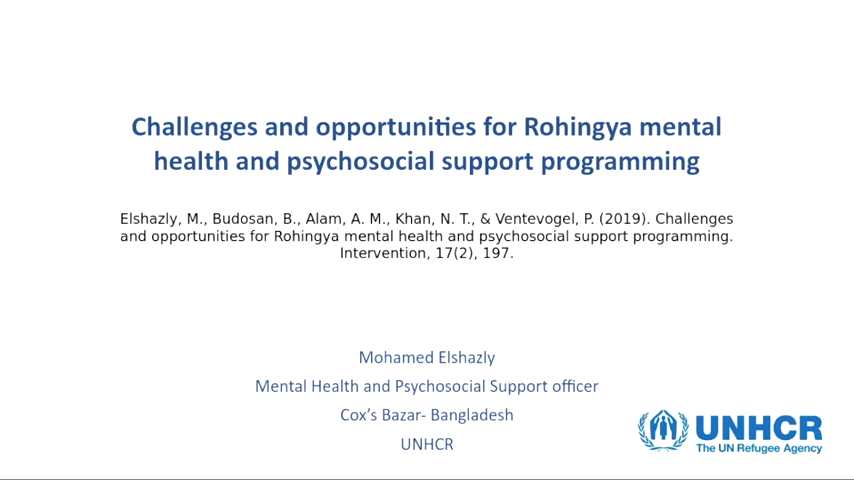 Challenges and opportunities for Rohingya mental
health and psychosocial support programming
Elshazly, M., Budosan, B., Alam, A. M., Khan, N. T., & Ventevogel, P. (2019). Challenges
and opportunities for Rohingya mental health and psychosocial support programming.
Intervention, 17(2), 197.
Mohamed Elshazly
Mental Health and Psychosocial Support officer
Cox's Bazar- Bangladesh
UNHCR
UNHCR
The UN Refugee Agency